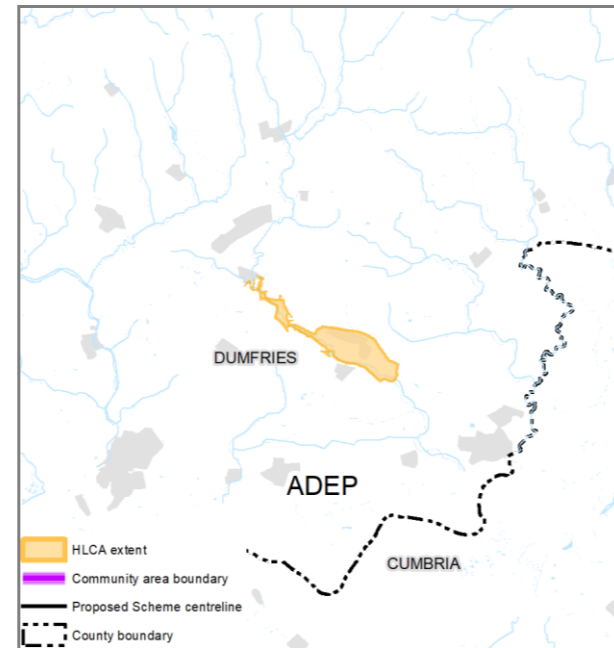 DUMFRIES
ADEP
CUMBRIA
HLCA extent
Community area boundary
Proposed Scheme centreline
County boundary